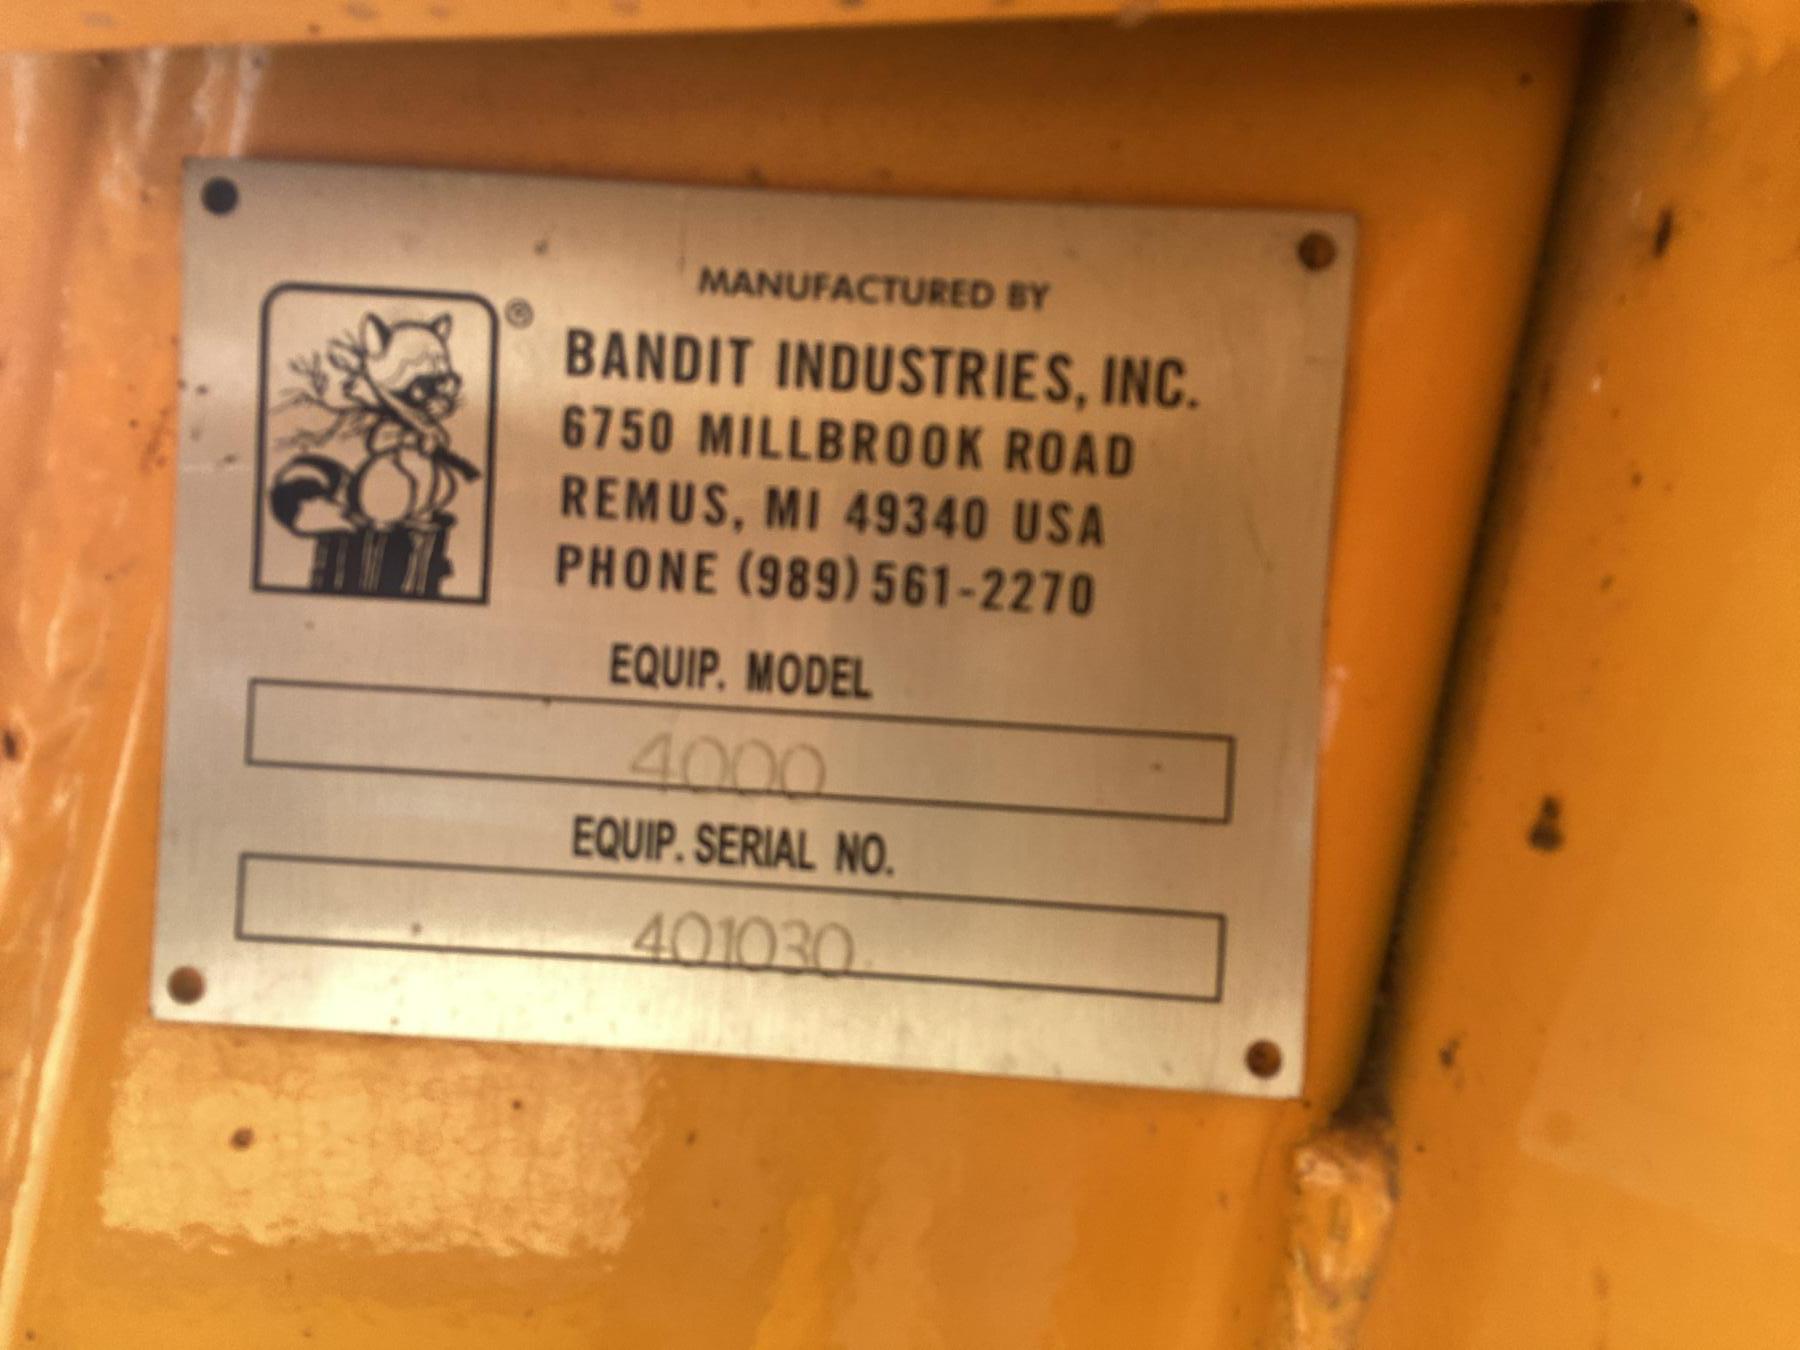 MANUFACTURED BY
®
BANDIT INDUSTRIES, INC.
6750 MILLBROOK ROAD
REMUS, MI 49340 USA
PHONE (989) 561-2270
EQUIP. MODEL
4000
EQUIP. SERIAL NO.
401030